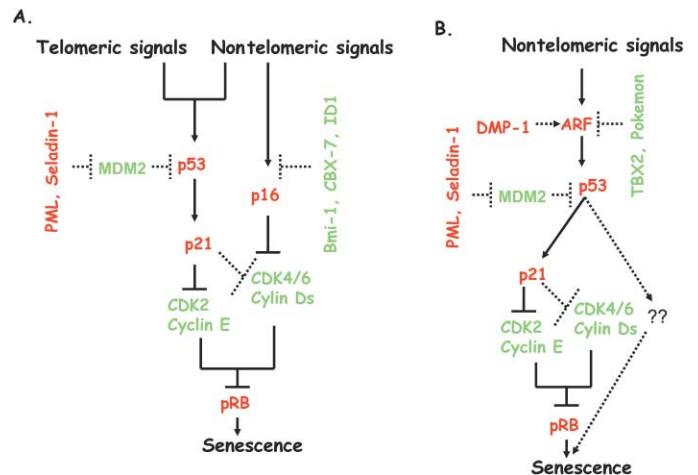 A.
Telomeric signals
Nontelomeric signals
PML, Seladin-1
MDM2
p53
p16
Bmi-1, CBX-7, ID1
p21
CDK2
Cyclin E
CDK4/6
Cylin Ds
pRB
Senescence
B.
Nontelomeric signals
DMP-1
ARF
TBX2, Pokemon
PML, Seladin-1
MDM2
p53
p21
CDK2
Cyclin E
CDK4/6
Cylin Ds
??
pRB
Senescence